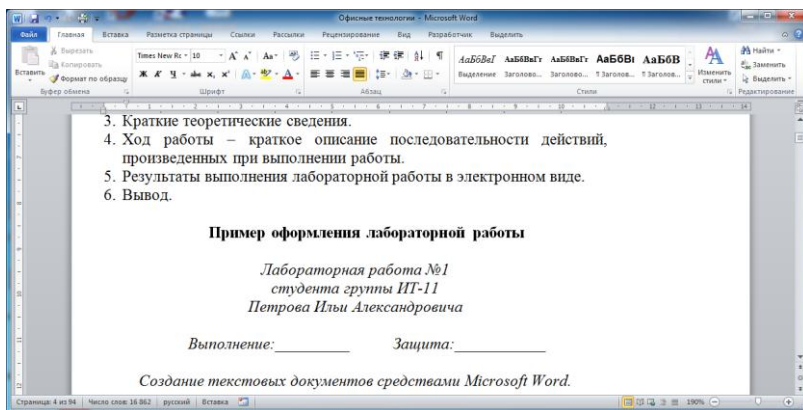 Офисные технологии - Microsoft Word
Файл Главная Вставка Разметка страницы Ссылки Рассылки Рецензирование Вид Разработчик Выделить
Вставить
Вырезать
Копировать
Формат по образцу
Буфер обмена
Times New Rc 10
Ж К Ч abc x, x'
Шрифт
Абзац
АаБбВвГ АаБбВвГг АаБбВвГг АаБбВı АаБбВ
Выделение Заголово... Заголово... ¶ Заголов... ¶ Заголов...
Изменить стили
Стили
Найти
Заменить
Выделить
Редактирование
3. Краткие теоретические сведения.
4. Ход работы – краткое описание последовательности действий,
произведенных при выполнении работы.
5. Результаты выполнения лабораторной работы в электронном виде.
6. Вывод.
Пример оформления лабораторной работы
Лабораторная работа №1
студента группы ИТ-11
Петрова Ильи Александровича
Выполнение:___________ Защита:______________
Создание текстовых документов средствами Microsoft Word.
Страница: 4 из 94 Число слов: 16 862 русский Вставка 190%